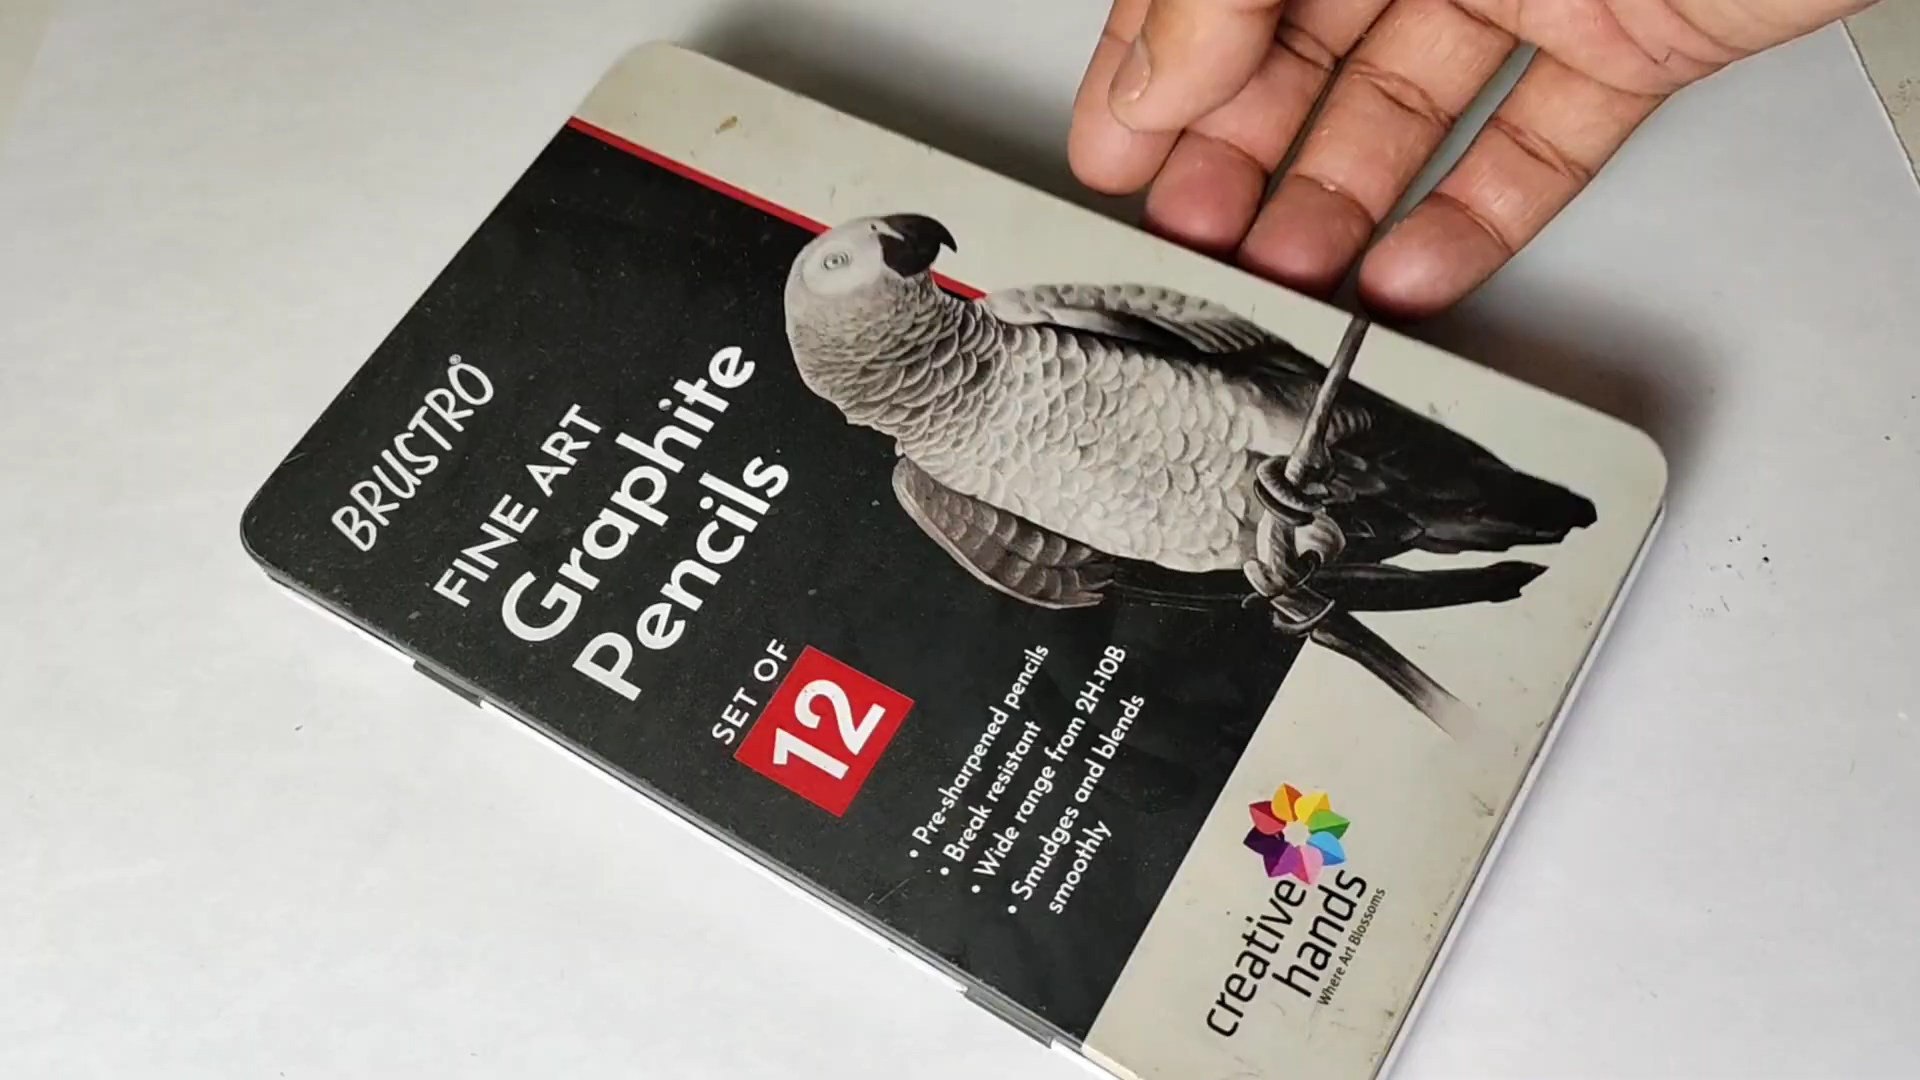 BRUSTRO®
FINE ART
Graphite
Pencils
SET OF
12
• Pre-sharpened pencils
• Break resistant
• Wide range from 2H-10B
• Smudges and blends
smoothly
creative
hands
Where Art Blossoms